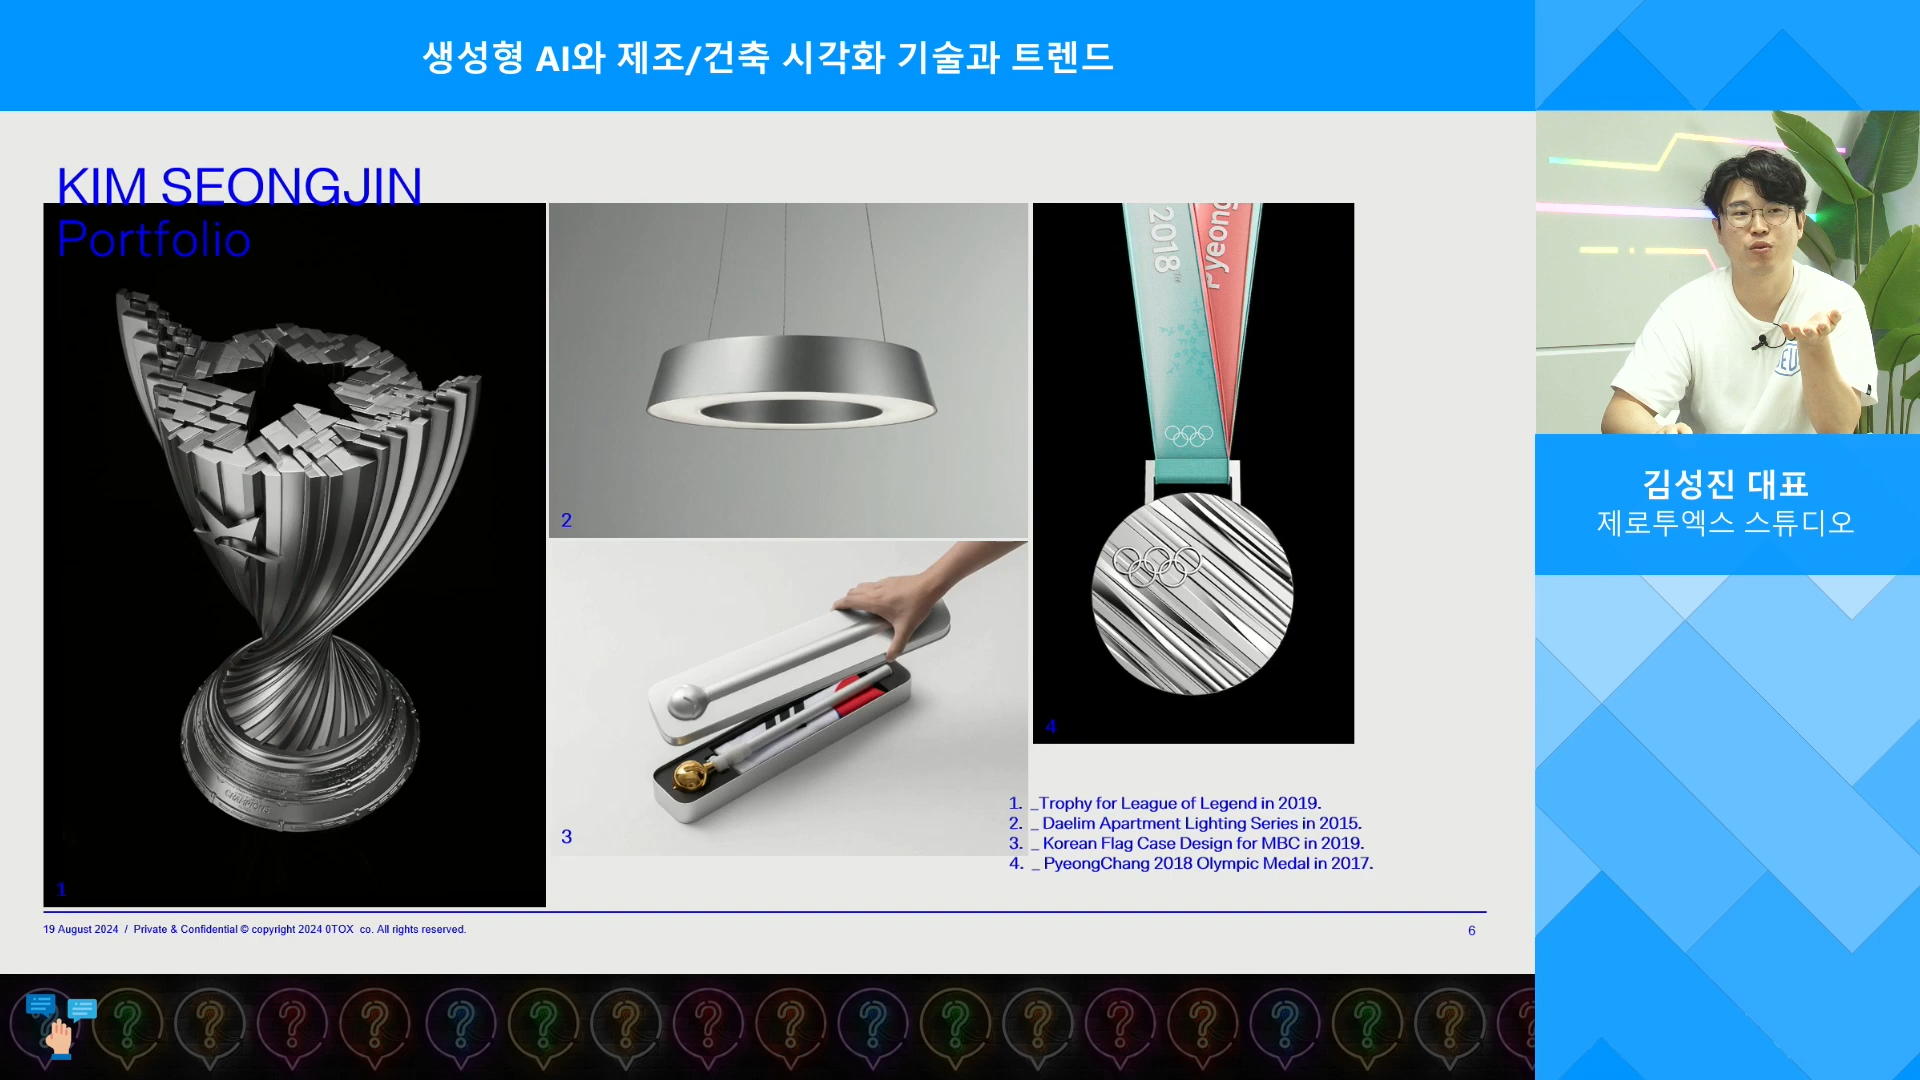 생성형 AI와 제조/건축 시각화 기술과 트렌드
KIM SEONGJIN
Portfolio
1
2
3
2018
4
1. _Trophy for League of Legend in 2019.
2. _ Daelim Apartment Lighting Series in 2015.
3. _ Korean Flag Case Design for MBC in 2019.
4. _ PyeongChang 2018 Olympic Medal in 2017.
19 August 2024 / Private & Confidential © copyright 2024 0TOX co. All rights reserved.
6
김성진 대표
제로투엑스 스튜디오